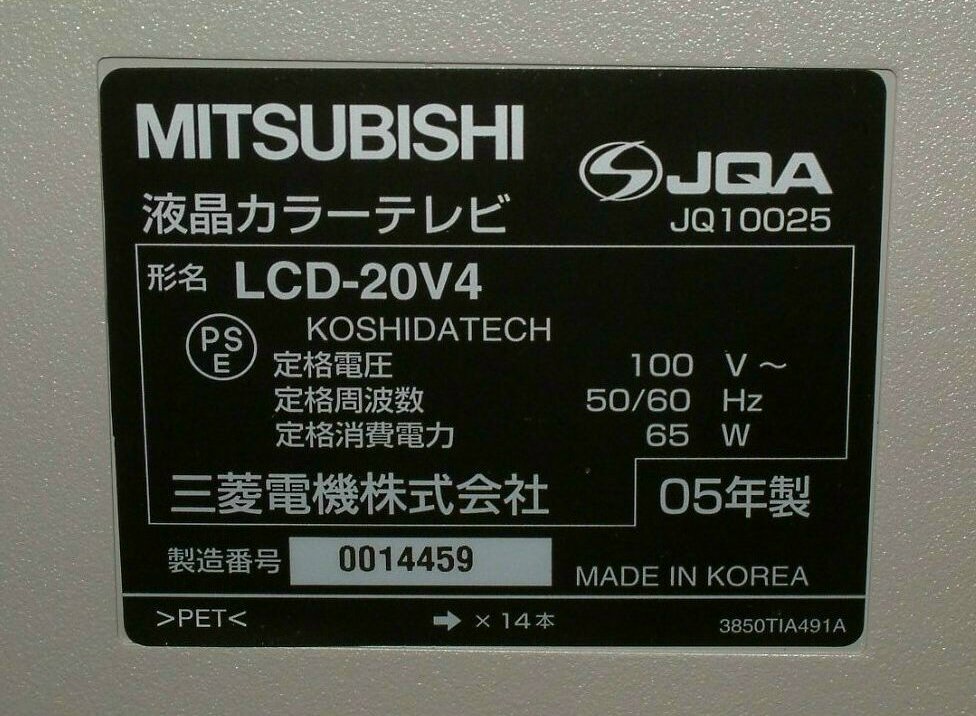 MITSUBISHI
JQA
液晶カラーテレビ
JQ10025
形名 LCD-20V4
PS
E
KOSHIDATECH
定格電圧 100 V～
定格周波数 50/60 Hz
定格消費電力 65 W
三菱電機株式会社
05年製
製造番号 0014459
MADE IN KOREA
>PET<
➡ × 14本
3850TIA491A